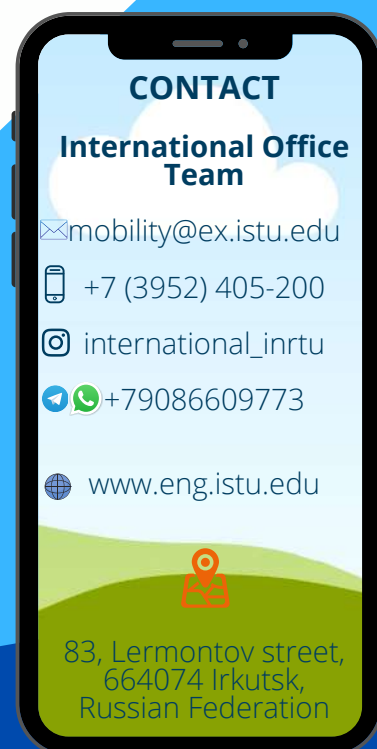 CONTACT
International Office
Team
mobility@ex.istu.edu
+7 (3952) 405-200
international_inrtu
+79086609773
www.eng.istu.edu
83, Lermontov street,
664074 Irkutsk,
Russian Federation